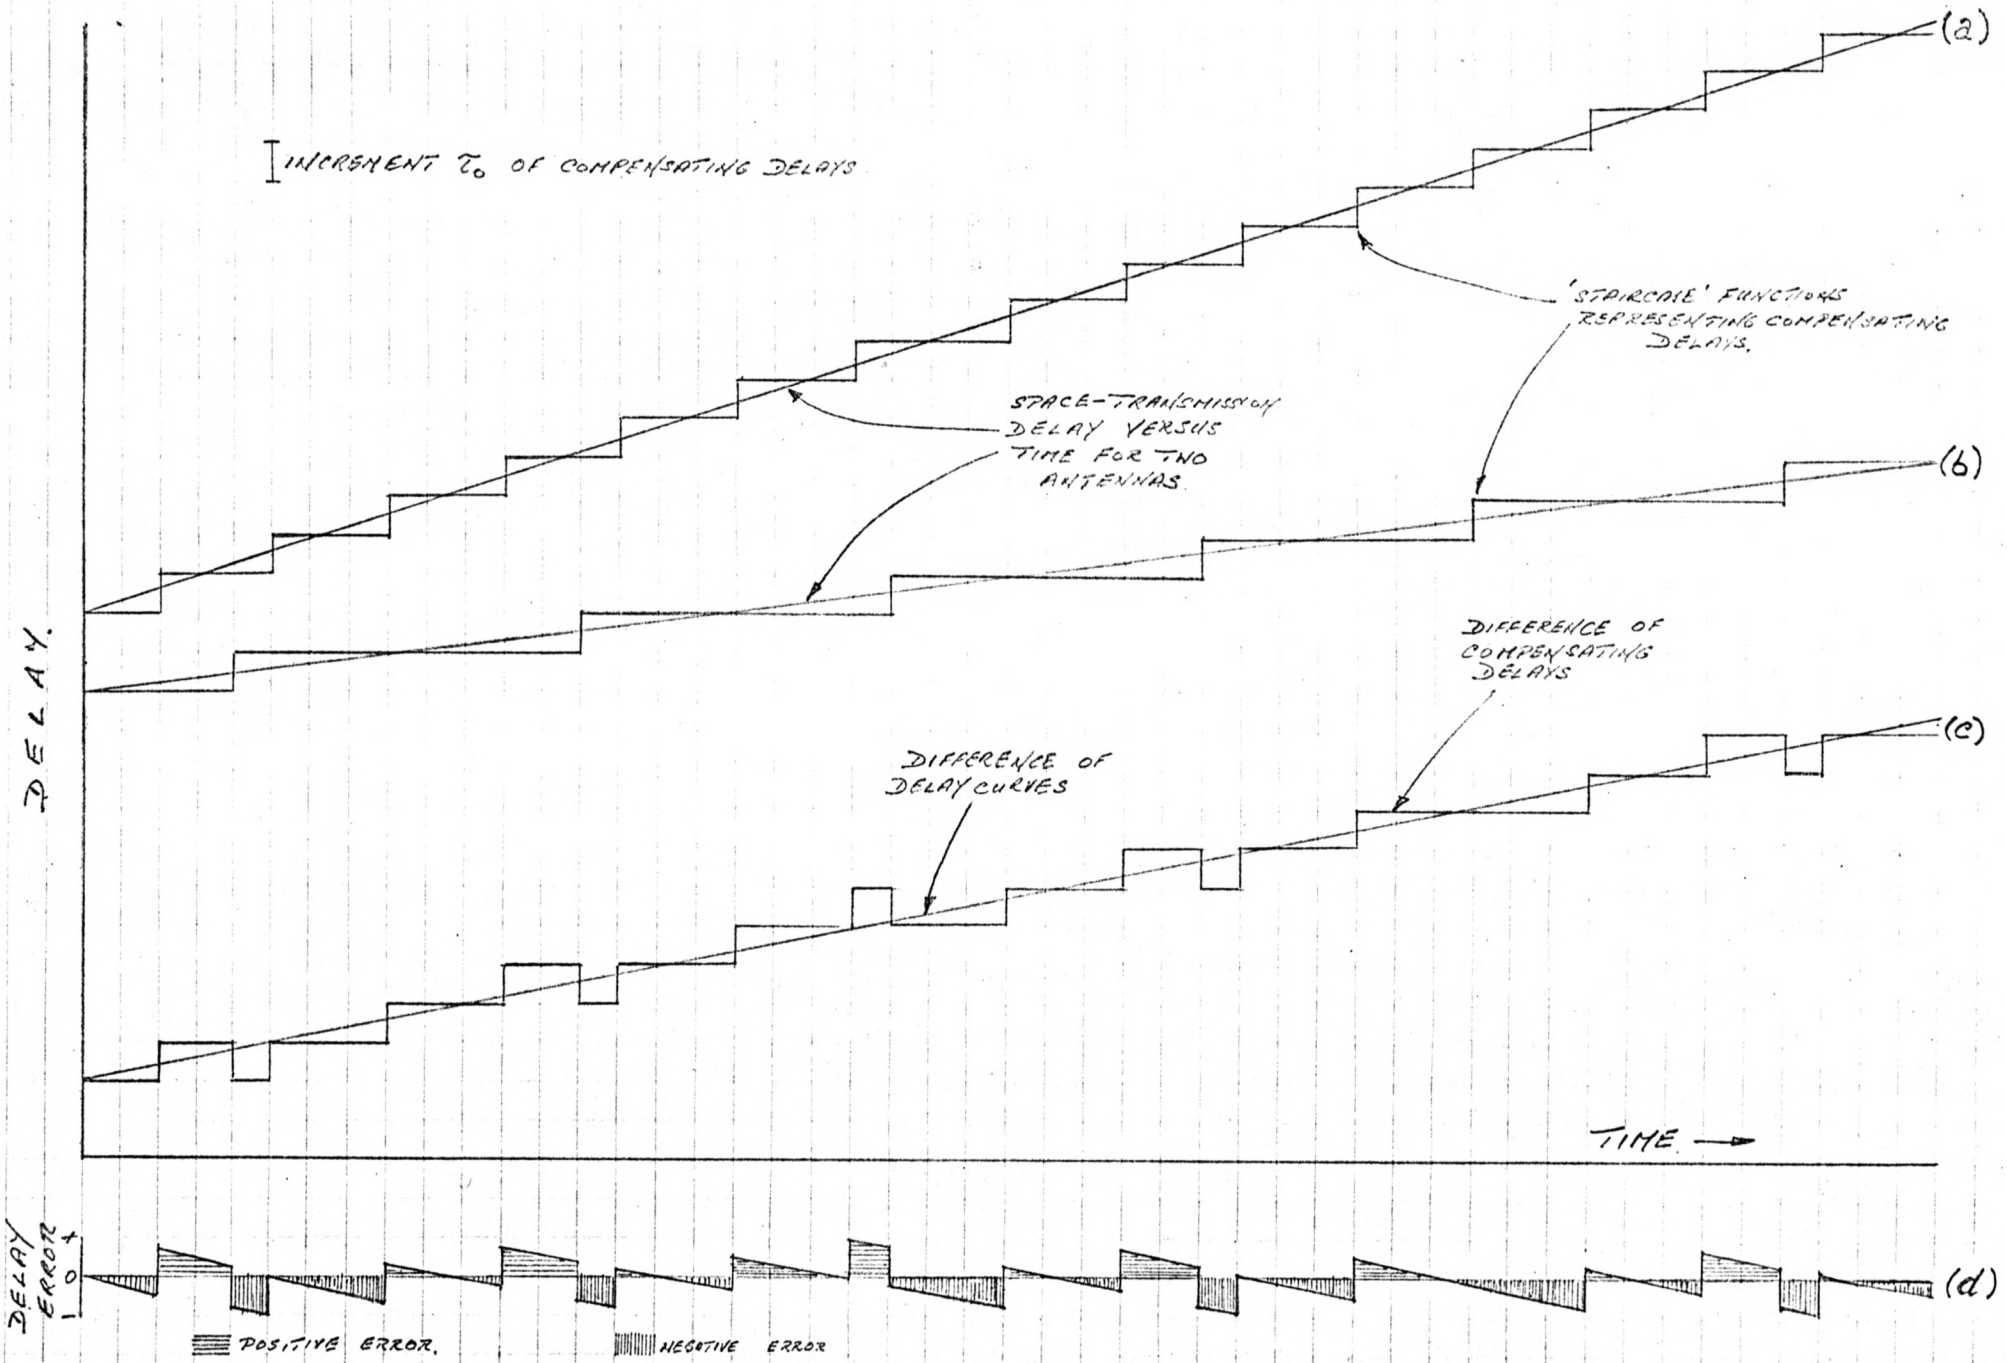 (a)
INCREMENT τ₀ OF COMPENSATING DELAYS
'STAIRCASE' FUNCTIONS
REPRESENTING COMPENSATING
DELAYS.
SPACE-TRANSMISSION
DELAY VERSUS
TIME FOR TWO
ANTENNAS.
(b)
DELAY.
DIFFERENCE OF
COMPENSATING
DELAYS
(c)
DIFFERENCE OF
DELAY CURVES
TIME →
DELAY
ERROR
+
0
-
(d)
POSITIVE ERROR.
NEGATIVE ERROR